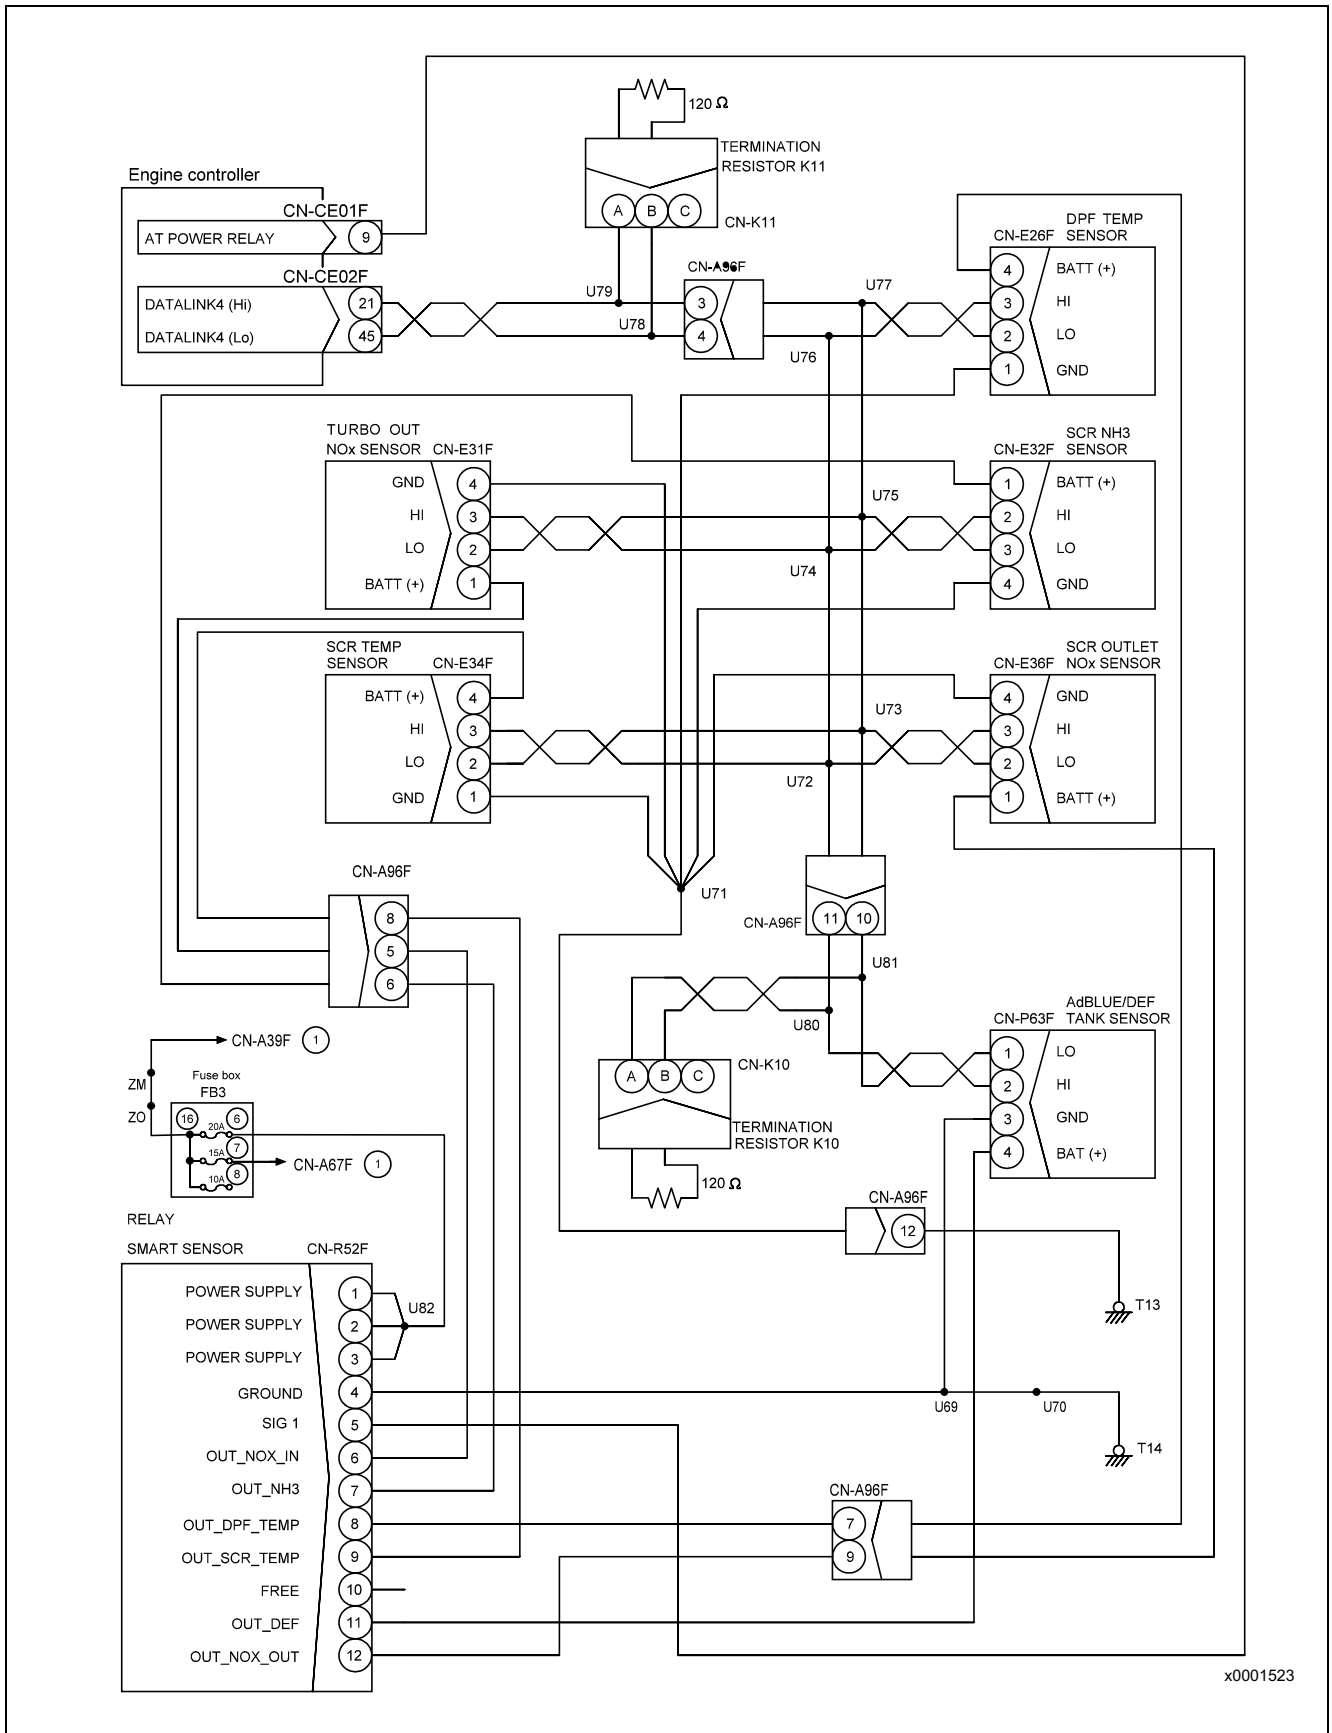 120 Ω
TERMINATION
RESISTOR K11
A B C
CN-K11
Engine controller
CN-CE01F
AT POWER RELAY
9
CN-CE02F
DATALINK4 (Hi)
21
DATALINK4 (Lo)
45
U79
U78
CN-A96F
3
4
U77
U76
DPF TEMP
SENSOR
CN-E26F
4 BATT (+)
3 HI
2 LO
1 GND
TURBO OUT
NOx SENSOR CN-E31F
GND 4
HI 3
LO 2
BATT (+) 1
U75
U74
SCR NH3
CN-E32F SENSOR
1 BATT (+)
2 HI
3 LO
4 GND
SCR TEMP
SENSOR CN-E34F
BATT (+) 4
HI 3
LO 2
GND 1
U73
U72
SCR OUTLET
CN-E36F NOx SENSOR
4 GND
3 HI
2 LO
1 BATT (+)
CN-A96F
8
5
6
U71
CN-A96F 11 10
U81
U80
CN-K10
A B C
TERMINATION
RESISTOR K10
120 Ω
AdBLUE/DEF
CN-P63F TANK SENSOR
1 LO
2 HI
3 GND
4 BAT (+)
CN-A39F 1
ZM
ZO
Fuse box
FB3
16 20A 6
15A 7
10A 8
CN-A67F 1
CN-A96F
12
T13
RELAY
SMART SENSOR CN-R52F
POWER SUPPLY 1
U82
POWER SUPPLY 2
POWER SUPPLY 3
GROUND 4
U69
U70
SIG 1 5
T14
OUT_NOX_IN 6
OUT_NH3 7
OUT_DPF_TEMP 8
OUT_SCR_TEMP 9
FREE 10
OUT_DEF 11
OUT_NOX_OUT 12
CN-A96F
7
9
x0001523